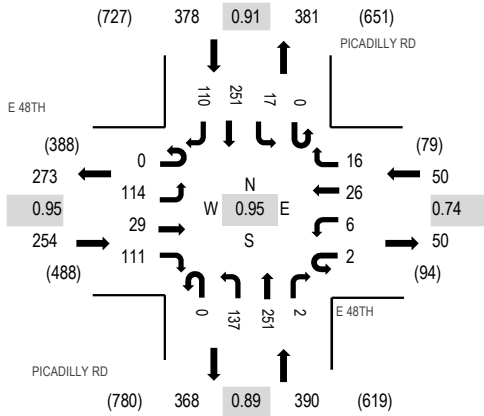 (727) 378 0.91 381 (651)
PICADILLY RD
E 48TH
110 251 17 0
(388) (79)
273 0 16 50
114 N 26
0.95 W 0.95 E 0.74
29 6
254 S 50
111 2
(488) (94)
0 137 251 2
E 48TH
PICADILLY RD
(780) 368 0.89 390 (619)